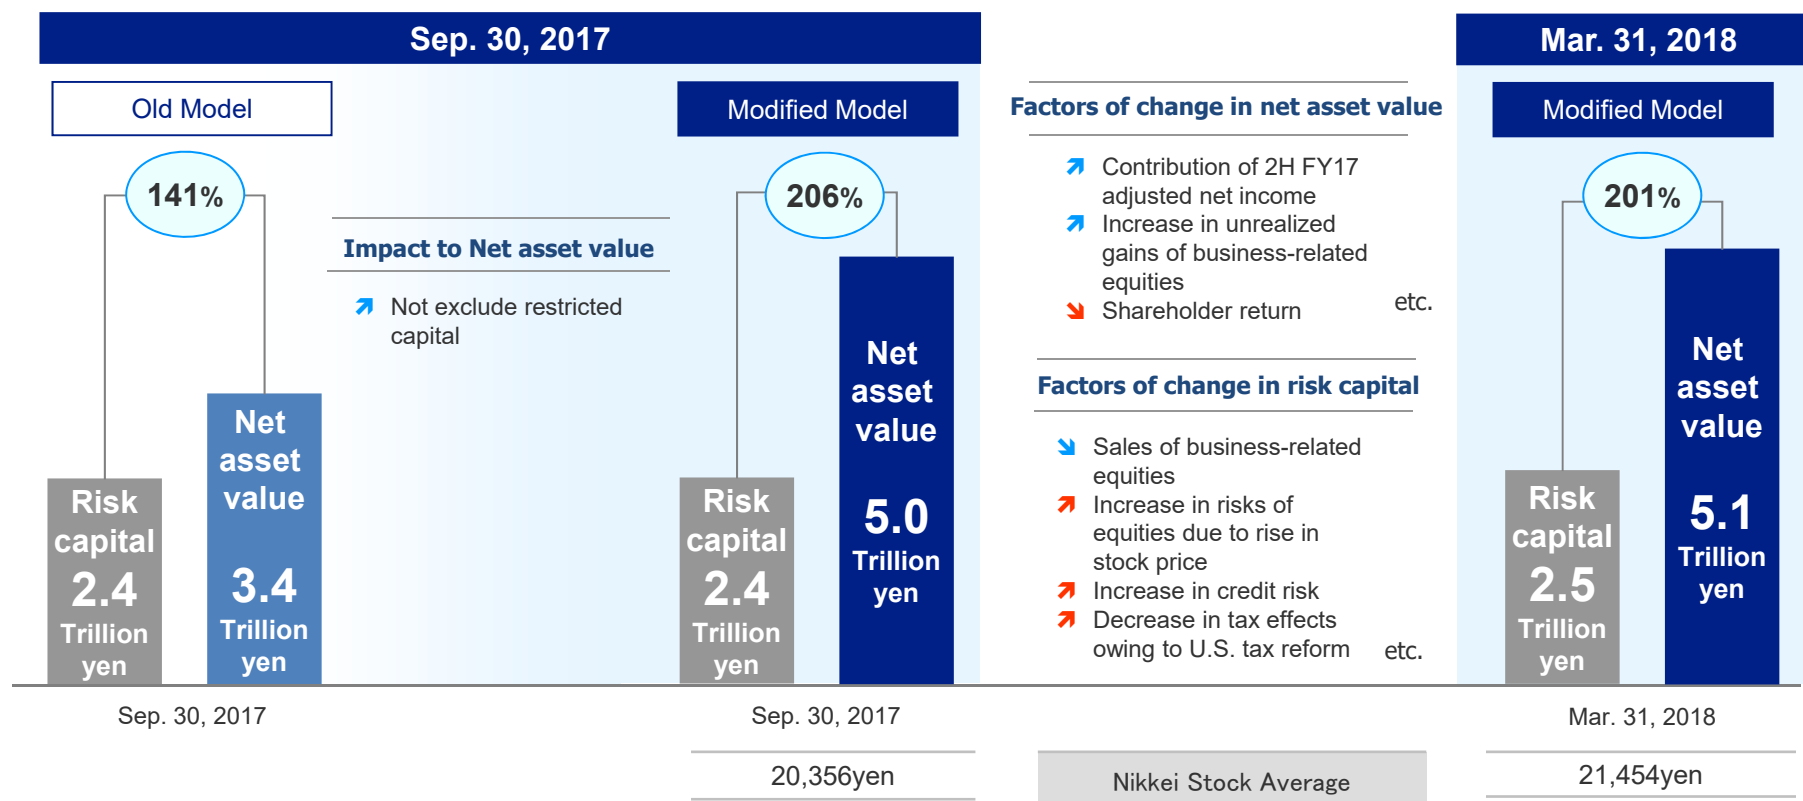 Sep. 30, 2017
Mar. 31, 2018
Old Model
Modified Model
Modified Model
141%
206%
201%
Impact to Net asset value
Not exclude restricted
capital
Factors of change in net asset value
Contribution of 2H FY17
adjusted net income
Increase in unrealized
gains of business-related
equities
Shareholder return
etc.
Factors of change in risk capital
Sales of business-related
equities
Increase in risks of
equities due to rise in
stock price
Increase in credit risk
Decrease in tax effects
owing to U.S. tax reform
etc.
Risk
capital
2.4
Trillion
yen
Net
asset
value
3.4
Trillion
yen
Risk
capital
2.4
Trillion
yen
Net
asset
value
5.0
Trillion
yen
Risk
capital
2.5
Trillion
yen
Net
asset
value
5.1
Trillion
yen
Sep. 30, 2017
Sep. 30, 2017
Mar. 31, 2018
20,356yen
Nikkei Stock Average
21,454yen